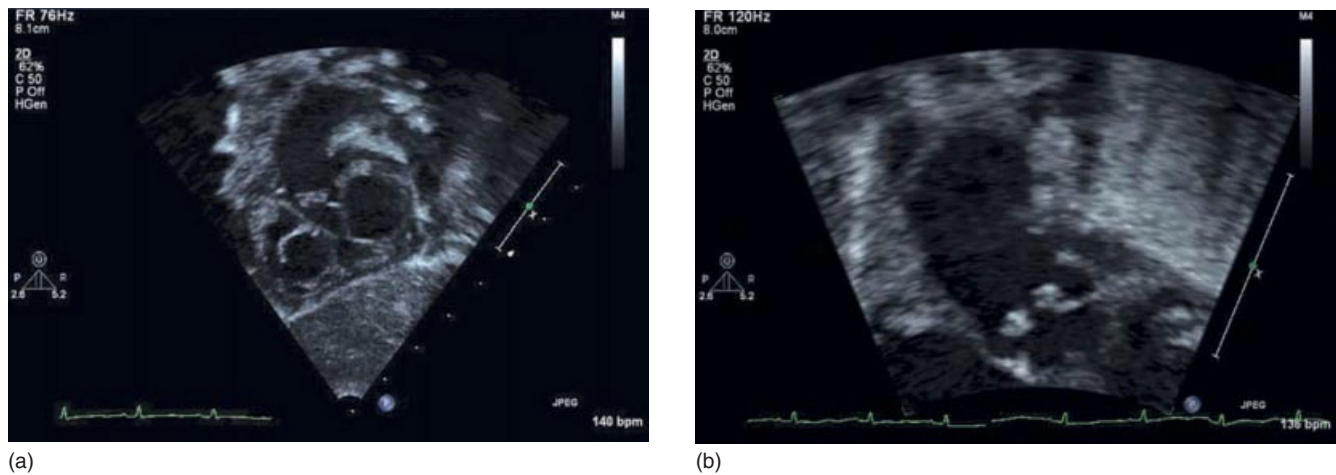 FR 76Hz
8.1cm
M4
2D
62%
C 50
P Off
HGen
G
P R
2.6 5.2
x
JPEG
140 bpm
(a)
FR 120Hz
8.0cm
M4
2D
62%
C 50
P Off
HGen
G
P R
2.6 5.2
x
JPEG
136 bpm
(b)